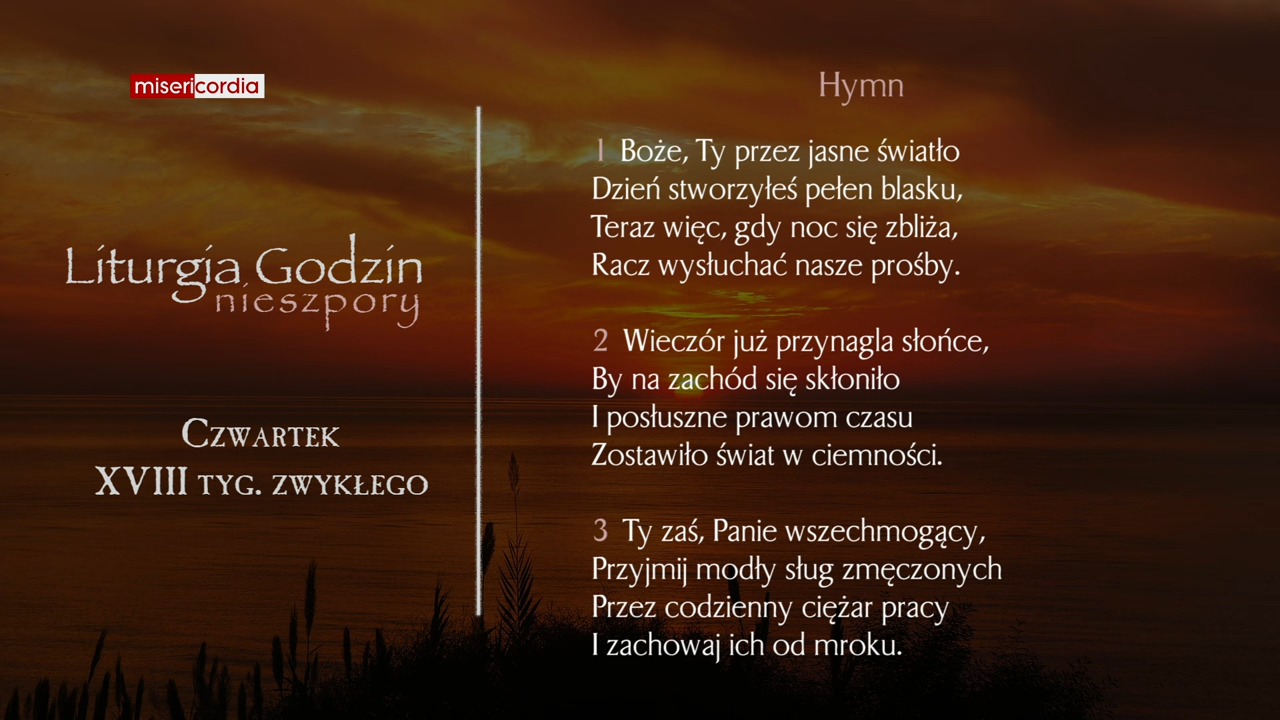 misericordia
Liturgia Godzin
nieszpory
Czwartek
XVIII tyg. zwykłego
Hymn
1 Boże, Ty przez jasne światło
Dzień stworzyłeś pełen blasku,
Teraz więc, gdy noc się zbliża,
Racz wysłuchać nasze prośby.
2 Wieczór już przynagla słońce,
By na zachód się skłoniło
I posłuszne prawom czasu
Zostawiło świat w ciemności.
3 Ty zaś, Panie wszechmogący,
Przyjmij modły sług zmęczonych
Przez codzienny ciężar pracy
I zachowaj ich od mroku.